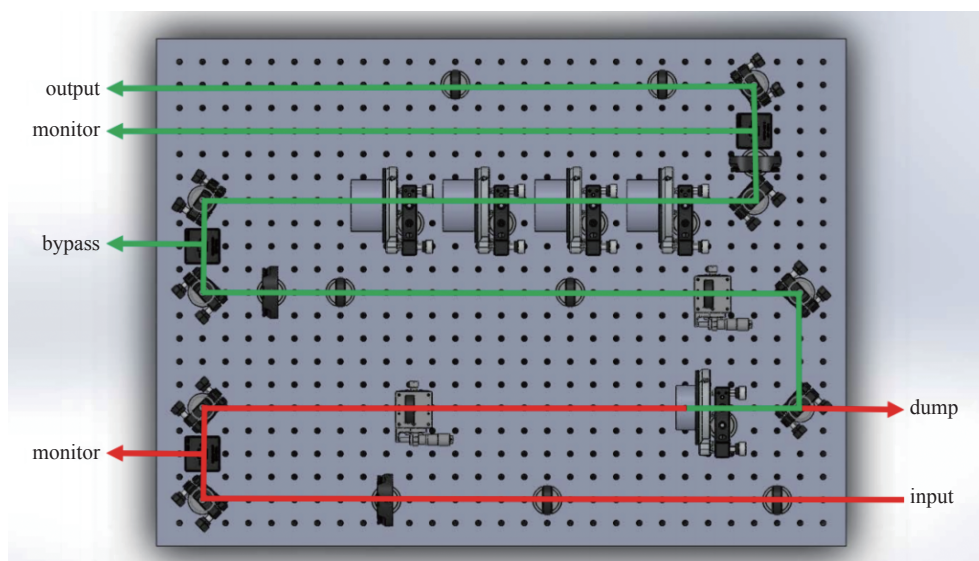 output
monitor
bypass
dump
monitor
input